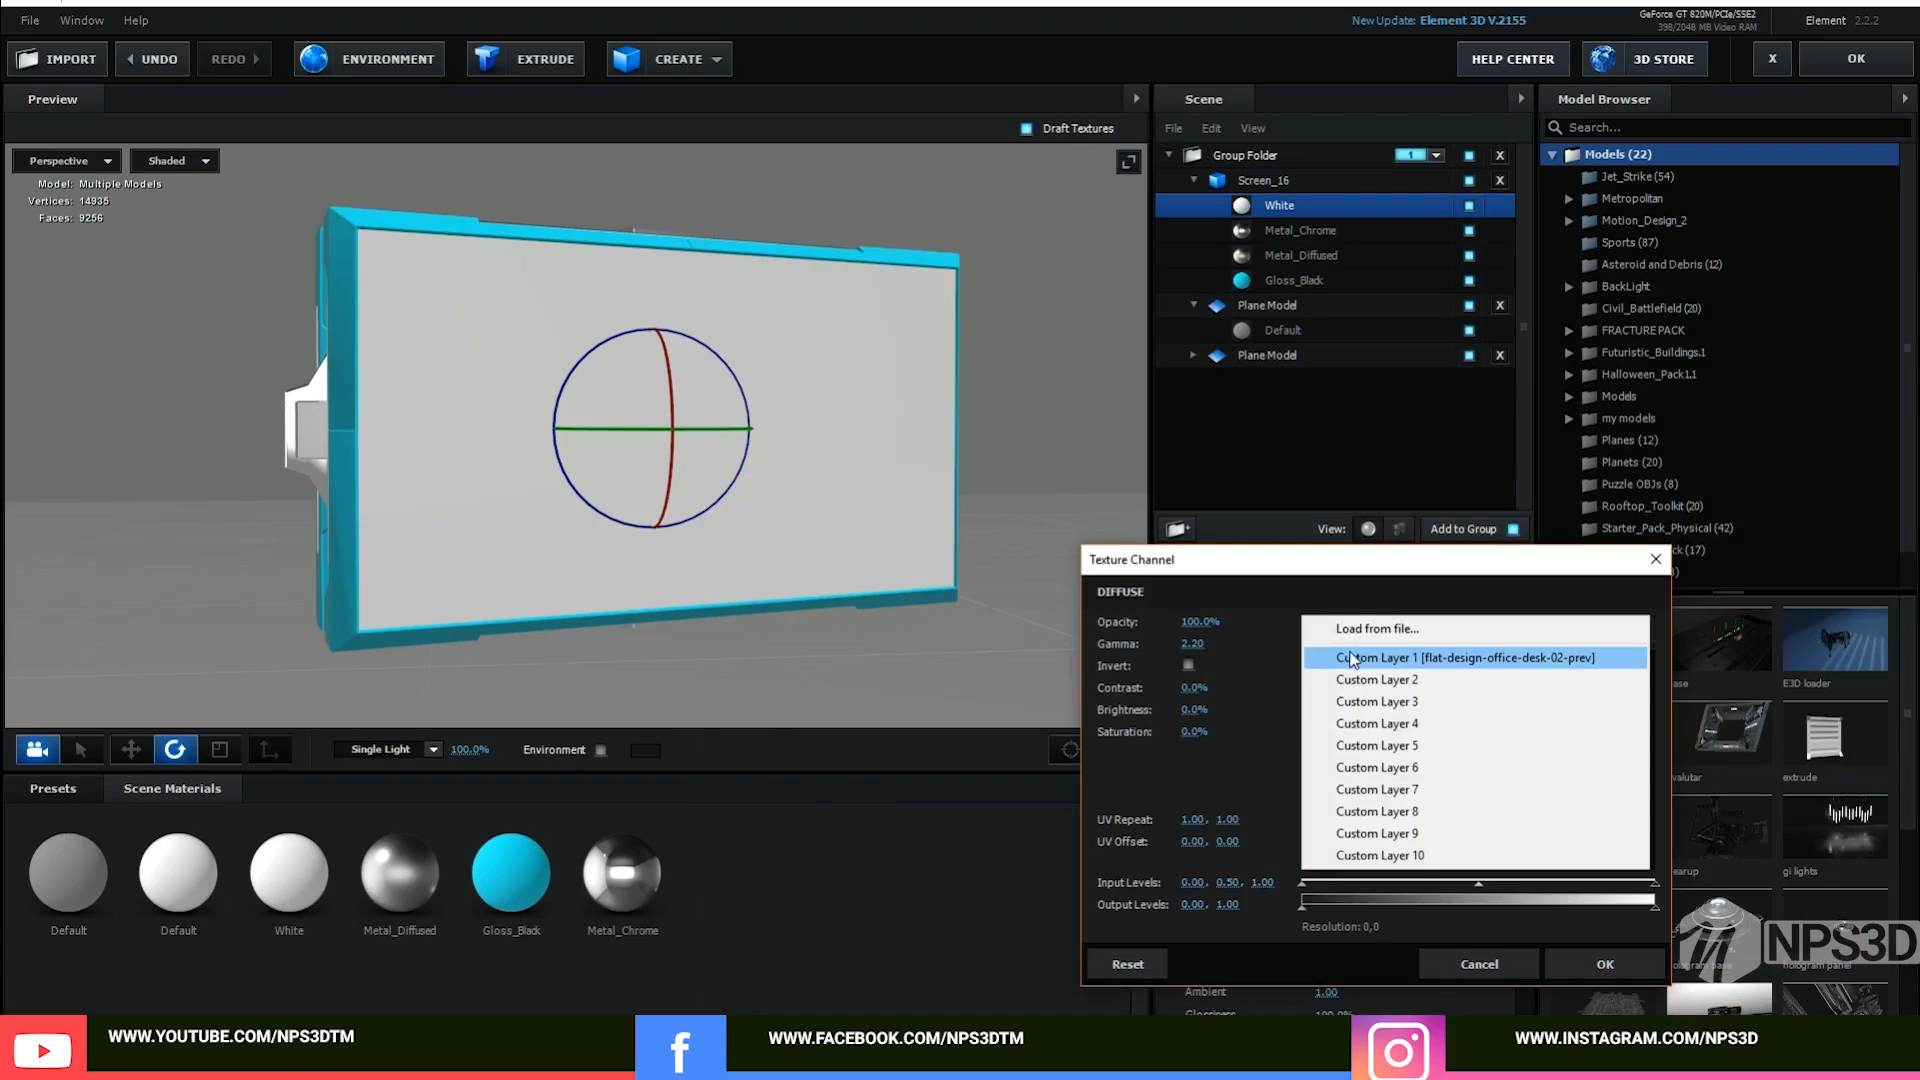 File Window Help
New Update: Element 3D V.2155
GeForce GT 820M/PCIe/SSE2
398/2048 MB Video RAM
Element 2.2.2
IMPORT UNDO REDO ENVIRONMENT EXTRUDE CREATE HELP CENTER 3D STORE X OK
Preview
Draft Textures
Perspective Shaded
Model: Multiple Models
Vertices: 14935
Faces: 9256
Single Light 100.0% Environment
Presets Scene Materials
Default Default White Metal_Diffused Gloss_Black Metal_Chrome
Scene
File Edit View
Group Folder 1 X
Screen_16 X
White
Metal_Chrome
Metal_Diffused
Gloss_Black
Plane Model X
Default
Plane Model X
View: Add to Group
Model Browser
Search...
Models (22)
Jet_Strike (54)
Metropolitan
Motion_Design_2
Sports (87)
Asteroid and Debris (12)
BackLight
Civil_Battlefield (20)
FRACTURE PACK
Futuristic_Buildings.1
Halloween_Pack1.1
Models
my models
Planes (12)
Planets (20)
Puzzle OBJs (8)
Rooftop_Toolkit (20)
Starter_Pack_Physical (42)
ck (17)
E3D loader
extrude
gi lights
hologram panel
Texture Channel
DIFFUSE
Opacity: 100.0%
Gamma: 2.20
Invert:
Contrast: 0.0%
Brightness: 0.0%
Saturation: 0.0%
UV Repeat: 1.00, 1.00
UV Offset: 0.00, 0.00
Input Levels: 0.00, 0.50, 1.00
Output Levels: 0.00, 1.00
Load from file...
Custom Layer 1 [flat-design-office-desk-02-prev]
Custom Layer 2
Custom Layer 3
Custom Layer 4
Custom Layer 5
Custom Layer 6
Custom Layer 7
Custom Layer 8
Custom Layer 9
Custom Layer 10
Resolution: 0,0
Reset Cancel OK
Ambient 1.00
NPS3D
WWW.YOUTUBE.COM/NPS3DTM
WWW.FACEBOOK.COM/NPS3DTM
WWW.INSTAGRAM.COM/NPS3D